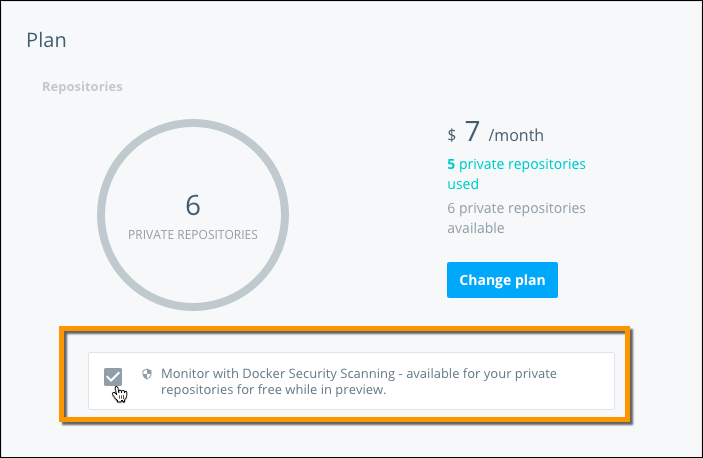 Plan
Repositories
6
PRIVATE REPOSITORIES
$ 7 /month
5 private repositories
used
6 private repositories
available
Change plan
Monitor with Docker Security Scanning - available for your private
repositories for free while in preview.